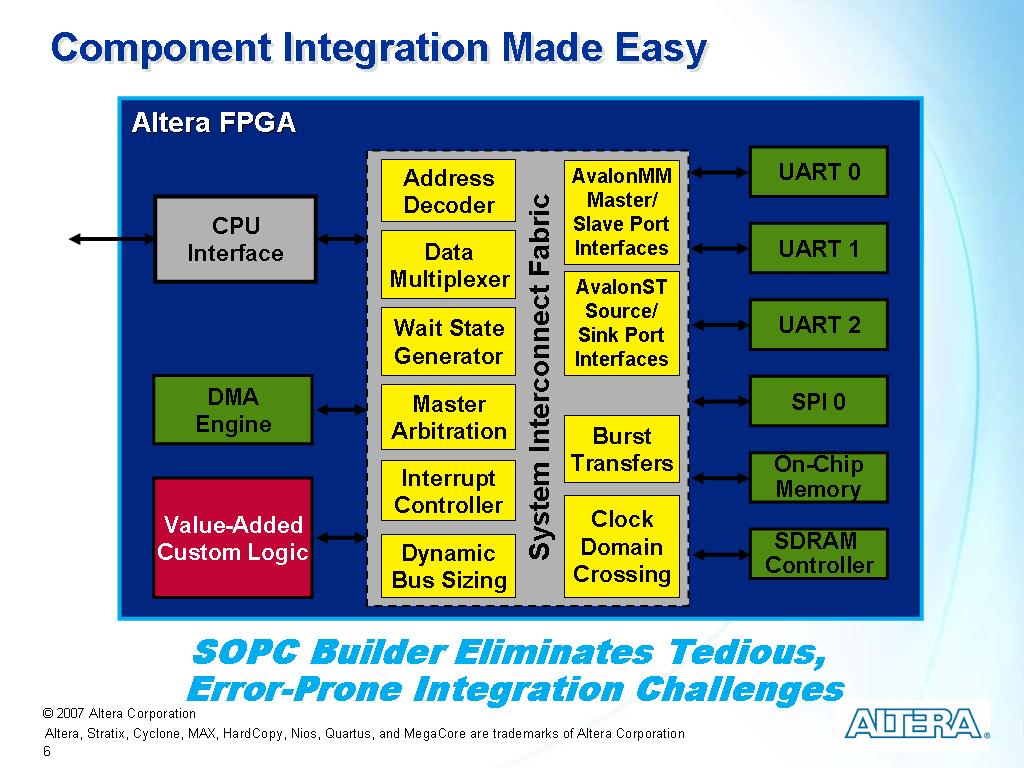 Component Integration Made Easy
Altera FPGA
CPU
Interface
DMA
Engine
Value-Added
Custom Logic
Address
Decoder
Data
Multiplexer
Wait State
Generator
Master
Arbitration
Interrupt
Controller
Dynamic
Bus Sizing
System Interconnect Fabric
AvalonMM
Master/
Slave Port
Interfaces
AvalonST
Source/
Sink Port
Interfaces
Burst
Transfers
Clock
Domain
Crossing
UART 0
UART 1
UART 2
SPI 0
On-Chip
Memory
SDRAM
Controller
SOPC Builder Eliminates Tedious,
Error-Prone Integration Challenges
© 2007 Altera Corporation
Altera, Stratix, Cyclone, MAX, HardCopy, Nios, Quartus, and MegaCore are trademarks of Altera Corporation
6
ALTERA®